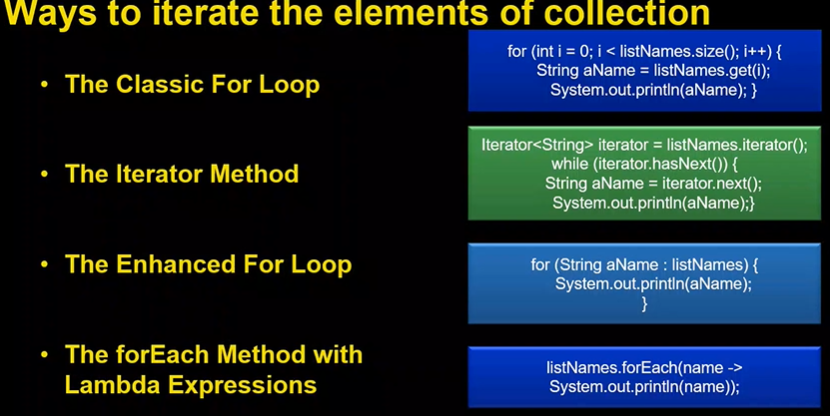 Ways to iterate the elements of collection
• The Classic For Loop
for (int i = 0; i < listNames.size(); i++) {
String aName = listNames.get(i);
System.out.println(aName); }
• The Iterator Method
Iterator<String> iterator = listNames.iterator();
while (iterator.hasNext()) {
String aName = iterator.next();
System.out.println(aName);}
• The Enhanced For Loop
for (String aName : listNames) {
System.out.println(aName);
}
• The forEach Method with
Lambda Expressions
listNames.forEach(name ->
System.out.println(name));